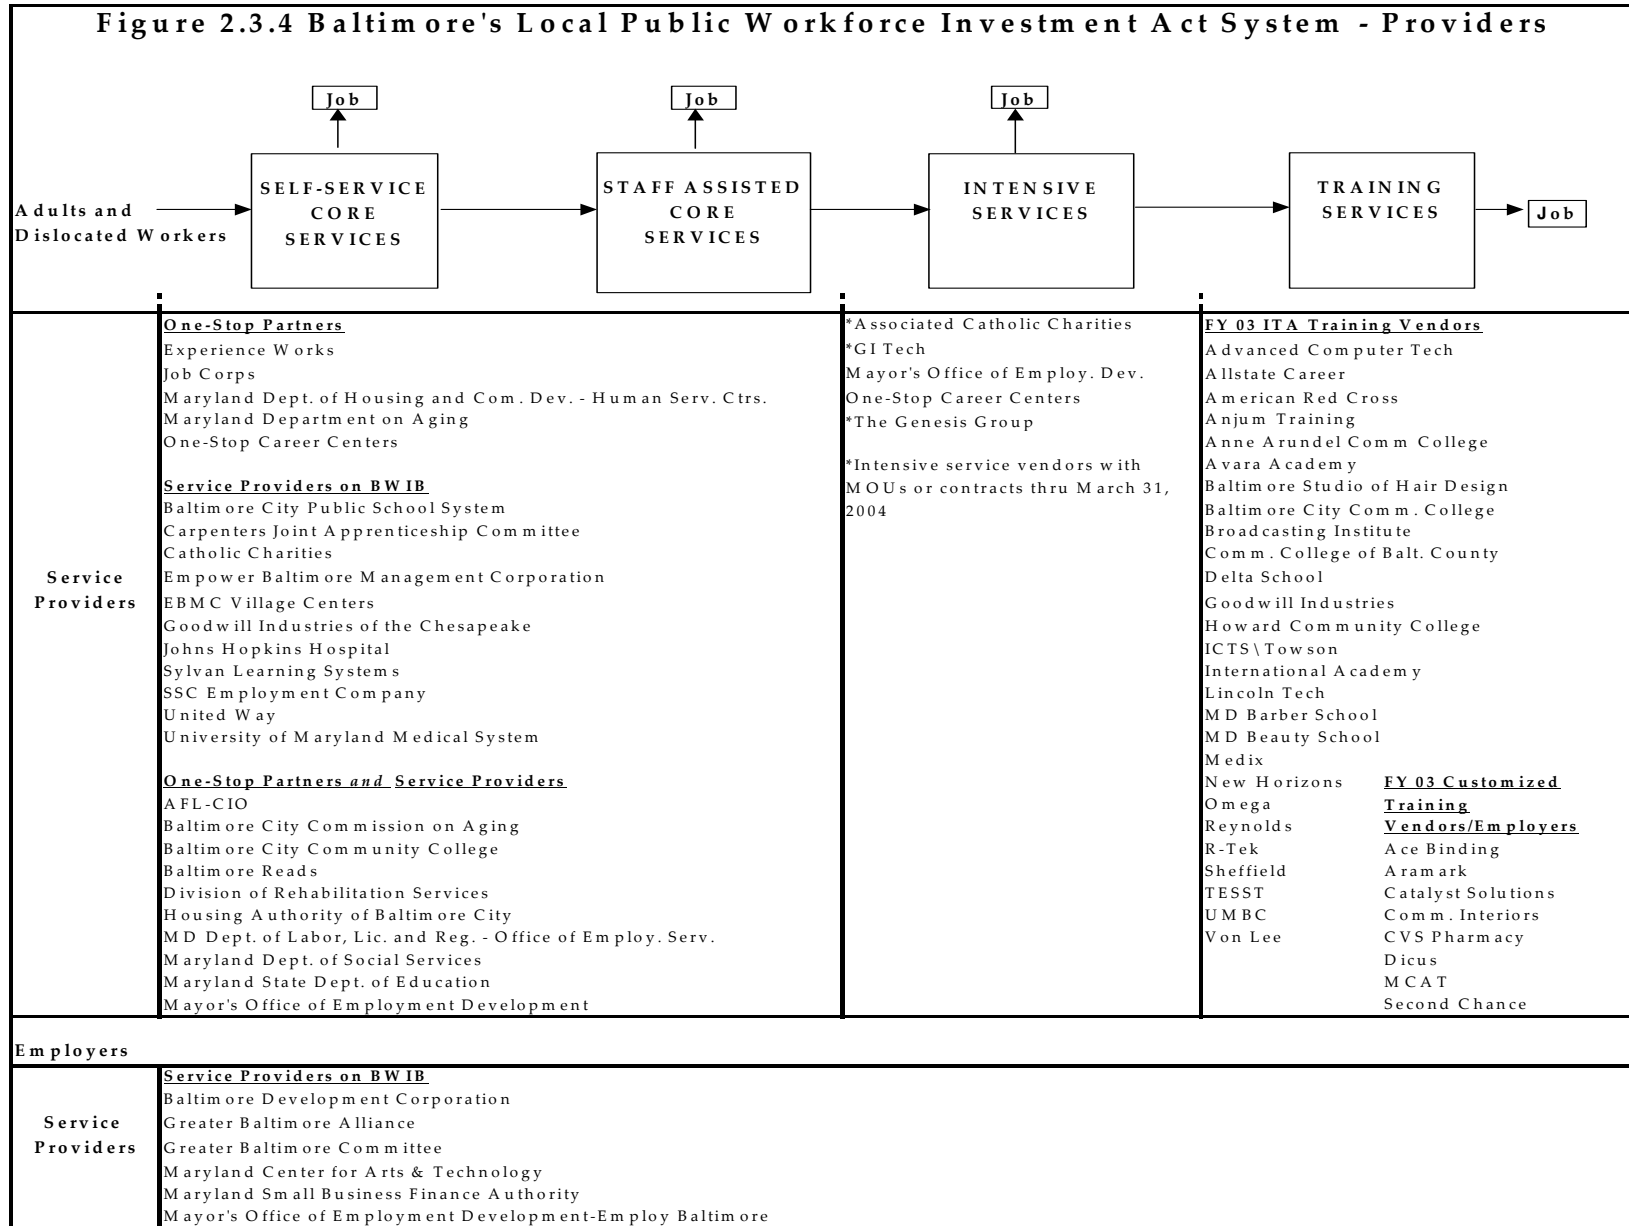 Figure 2.3.4 Baltimore's Local Public Workforce Investment Act System - Providers
Job
Job
Job
SELF-SERVICE
CORE
SERVICES
STAFF ASSISTED
CORE
SERVICES
INTENSIVE
SERVICES
TRAINING
SERVICES
Job
Adults and
Dislocated Workers
Service
Providers
One-Stop Partners
Experience Works
Job Corps
Maryland Dept. of Housing and Com. Dev. - Human Serv. Ctrs.
Maryland Department on Aging
One-Stop Career Centers
Service Providers on BWIB
Baltimore City Public School System
Carpenters Joint Apprenticeship Committee
Catholic Charities
Empower Baltimore Management Corporation
EBMC Village Centers
Goodwill Industries of the Chesapeake
Johns Hopkins Hospital
Sylvan Learning Systems
SSC Employment Company
United Way
University of Maryland Medical System
One-Stop Partners and Service Providers
AFL-CIO
Baltimore City Commission on Aging
Baltimore City Community College
Baltimore Reads
Division of Rehabilitation Services
Housing Authority of Baltimore City
MD Dept. of Labor, Lic. and Reg. - Office of Employ. Serv.
Maryland Dept. of Social Services
Maryland State Dept. of Education
Mayor's Office of Employment Development
*Associated Catholic Charities
*GI Tech
Mayor's Office of Employ. Dev.
One-Stop Career Centers
*The Genesis Group
*Intensive service vendors with
MOUs or contracts thru March 31,
2004
FY 03 ITA Training Vendors
Advanced Computer Tech
Allstate Career
American Red Cross
Anjum Training
Anne Arundel Comm College
Avara Academy
Baltimore Studio of Hair Design
Baltimore City Comm. College
Broadcasting Institute
Comm. College of Balt. County
Delta School
Goodwill Industries
Howard Community College
ICTS\Towson
International Academy
Lincoln Tech
MD Barber School
MD Beauty School
Medix
New Horizons
Omega
Reynolds
R-Tek
Sheffield
TESST
UMBC
Von Lee
FY 03 Customized
Training
Vendors/Employers
Ace Binding
Aramark
Catalyst Solutions
Comm. Interiors
CVS Pharmacy
Dicus
MCAT
Second Chance
Employers
Service
Providers
Service Providers on BWIB
Baltimore Development Corporation
Greater Baltimore Alliance
Greater Baltimore Committee
Maryland Center for Arts & Technology
Maryland Small Business Finance Authority
Mayor's Office of Employment Development-Employ Baltimore